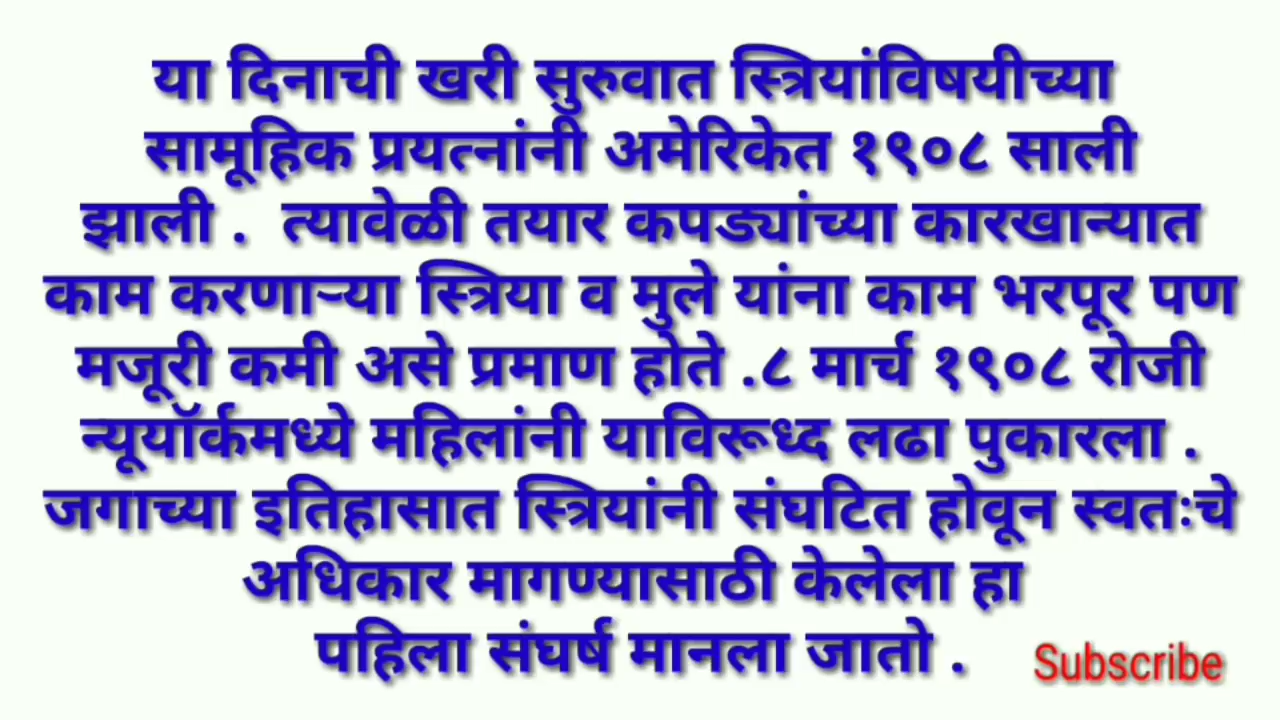 या दिनाची खरी सुरुवात स्त्रियांविषयीच्या
सामूहिक प्रयत्नांनी अमेरिकेत १९०८ साली
झाली .  त्यावेळी तयार कपड्यांच्या कारखान्यात
काम करणाऱ्या स्त्रिया व मुले यांना काम भरपूर पण
मजूरी कमी असे प्रमाण होते .८ मार्च १९०८ रोजी
न्यूयॉर्कमध्ये महिलांनी याविरूध्द लढा पुकारला .
जगाच्या इतिहासात स्त्रियांनी संघटित होवून स्वतःचे
अधिकार मागण्यासाठी केलेला हा
पहिला संघर्ष मानला जातो .
Subscribe